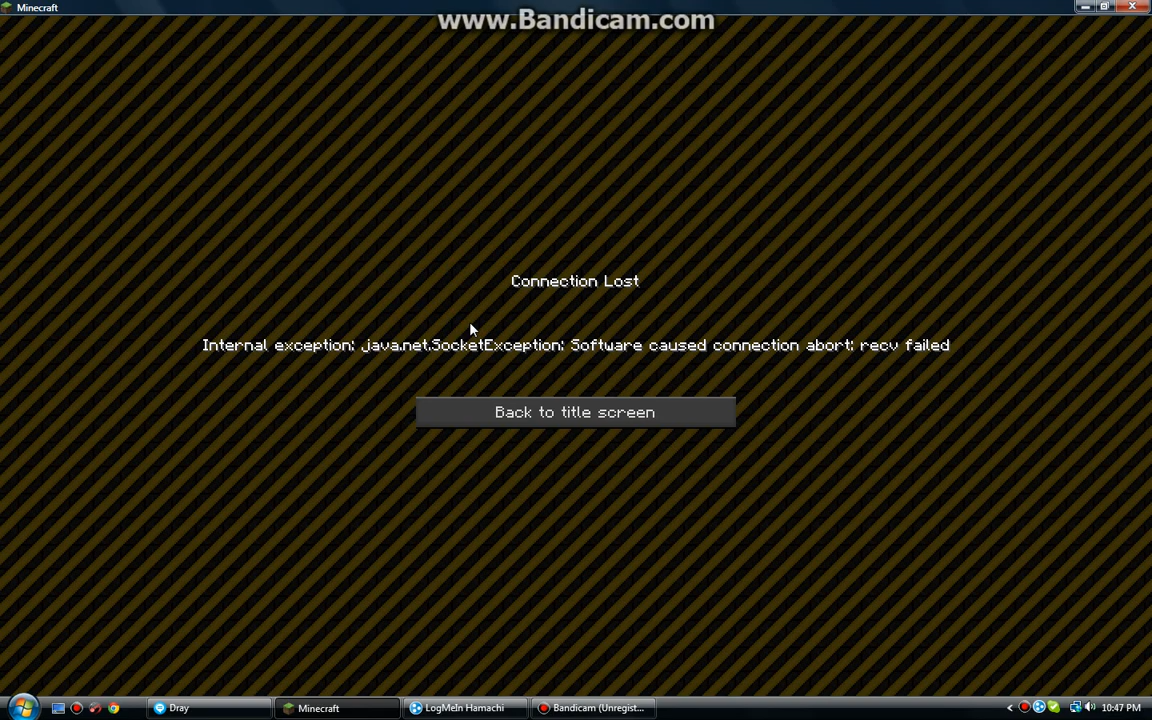 Minecraft
www.Bandicam.com
Connection Lost
Internal exception: java.net.SocketException: Software caused connection abort: recv failed
Back to title screen
Dray
Minecraft
LogMeIn Hamachi
Bandicam (Unregist...
10:47 PM